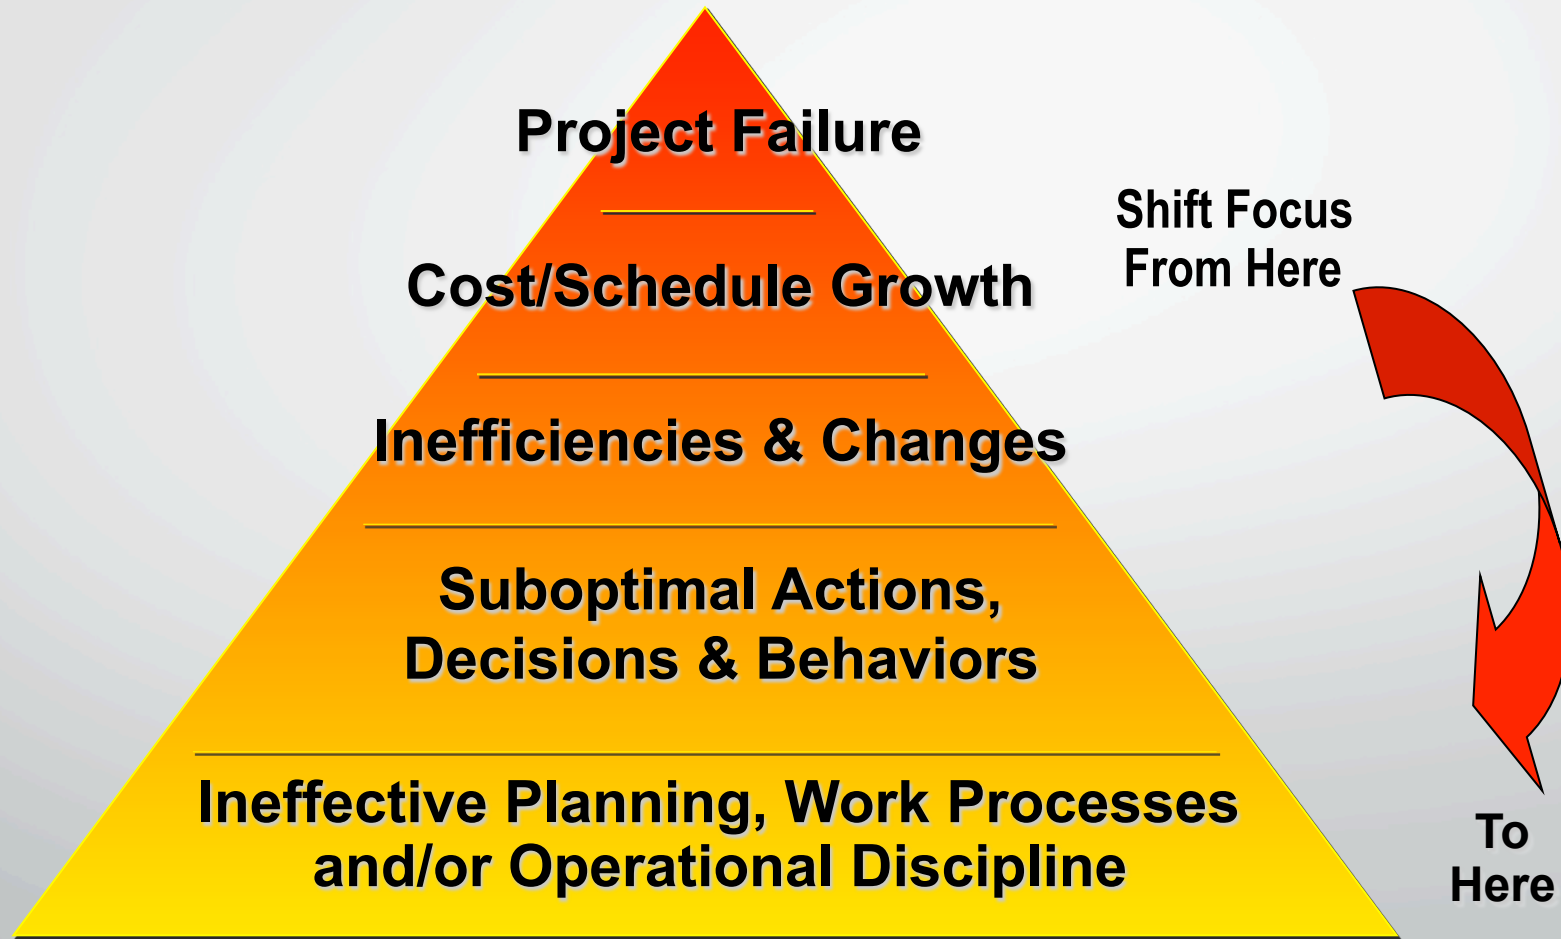 Project Failure
Shift Focus
From Here
Cost/Schedule Growth
Inefficiencies & Changes
Suboptimal Actions,
Decisions & Behaviors
Ineffective Planning, Work Processes
and/or Operational Discipline
To
Here